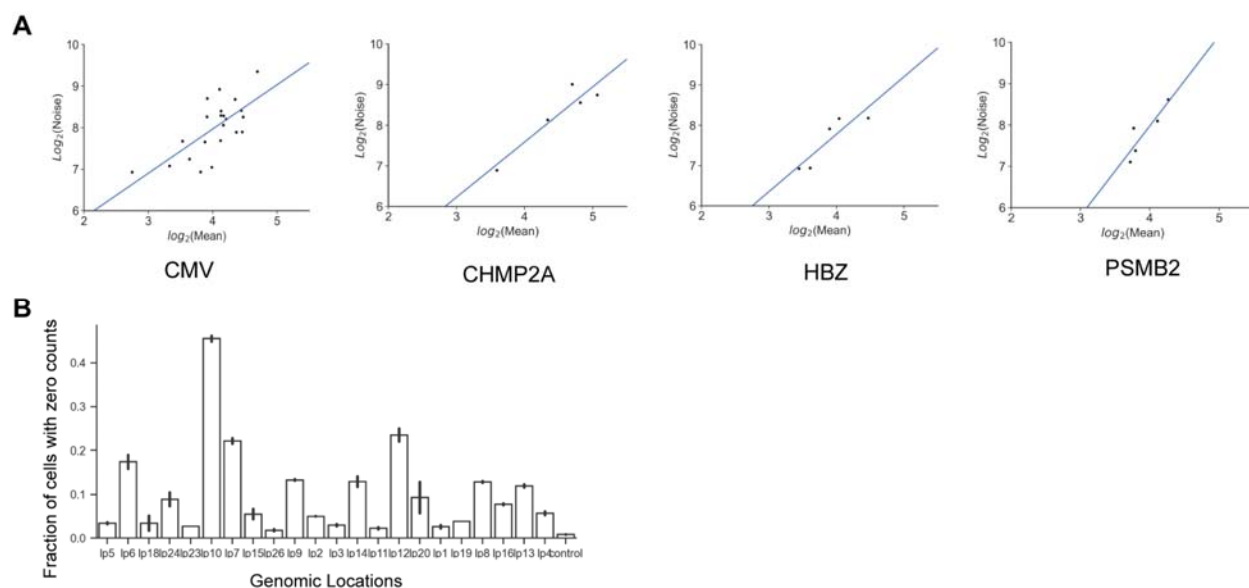 A
10
9
8
7
6
Log₂(Noise)
2 3 4 5
log₂(Mean)
CMV
10
9
8
7
6
Log₂(Noise)
2 3 4 5
log₂(Mean)
CHMP2A
10
9
8
7
6
Log₂(Noise)
2 3 4 5
log₂(Mean)
HBZ
10
9
8
7
6
Log₂(Noise)
2 3 4 5
log₂(Mean)
PSMB2
B
Fraction of cells with zero counts
0.4
0.3
0.2
0.1
0.0
lp5 lp6 lp18 lp24 lp23 lp10 lp7 lp15 lp26 lp9 lp2 lp3 lp14 lp11 lp12 lp20 lp1 lp19 lp8 lp16 lp13 lp4 control
Genomic Locations